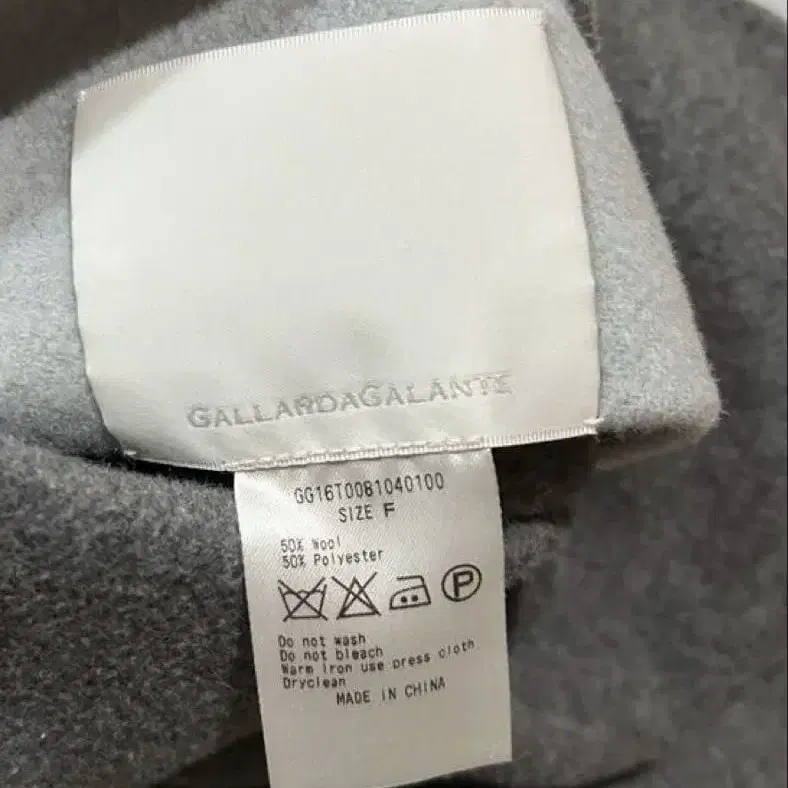 GALLARDAGALANTE
GG16T0081040100
SIZE F
50% Wool
50% Polyester
P
Do not wash
Do not bleach
Warm Iron use press cloth
Dryclean
MADE IN CHINA